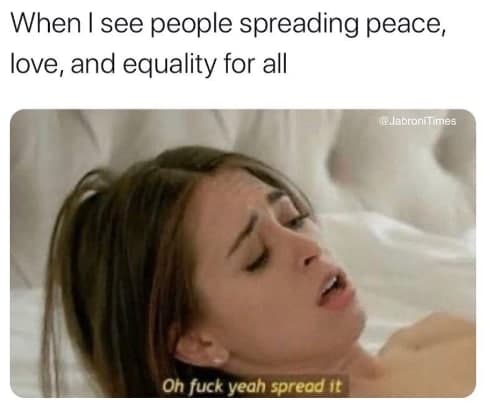 When I see people spreading peace,
love, and equality for all
@JabroniTimes
Oh fuck yeah spread it